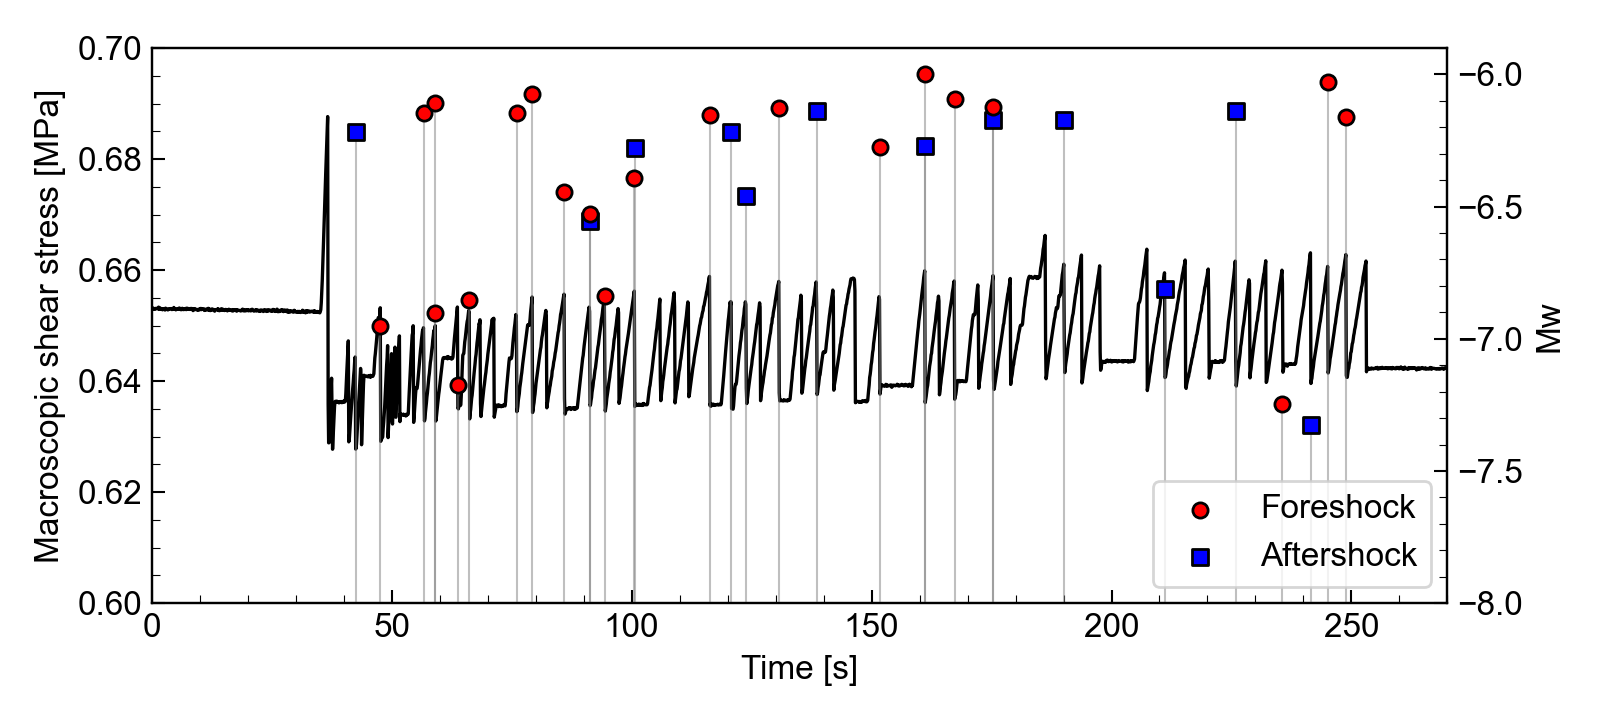 0.70
0.68
0.66
0.64
0.62
0.60
Macroscopic shear stress [MPa]
−6.0
−6.5
−7.0
−7.5
−8.0
Mw
Foreshock
Aftershock
0 50 100 150 200 250
Time [s]